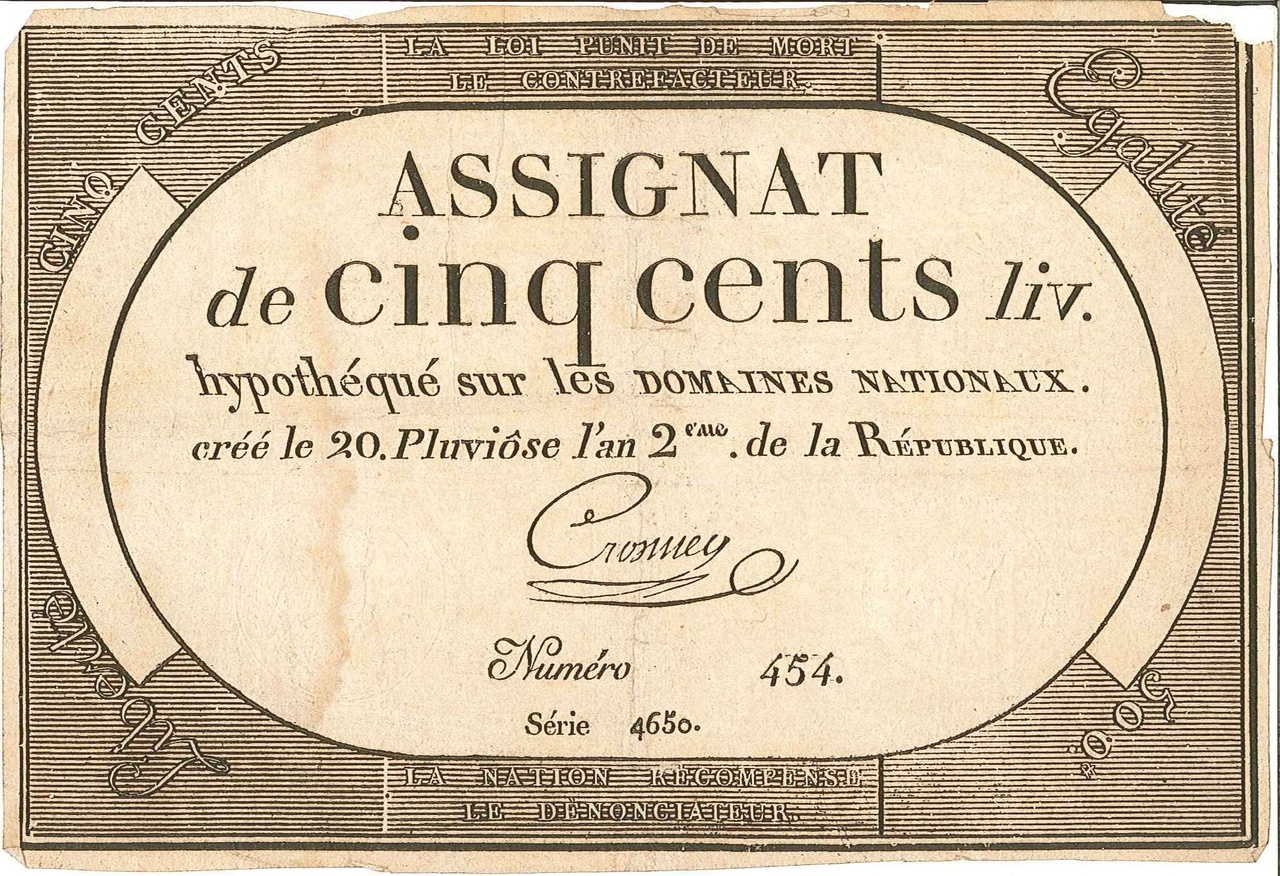 LA LOI PUNIT DE MORT
LE CONTREFACTEUR.
CINQ CENTS
Egalité
ASSIGNAT
de cinq cents liv.
hypothéqué sur les DOMAINES NATIONAUX.
créé le 20. Pluviôse l'an 2eme. de la RÉPUBLIQUE.
Numéro 454.
Série 4650.
500.
LA NATION RÉCOMPENSE
LE DÉNONCIATEUR.